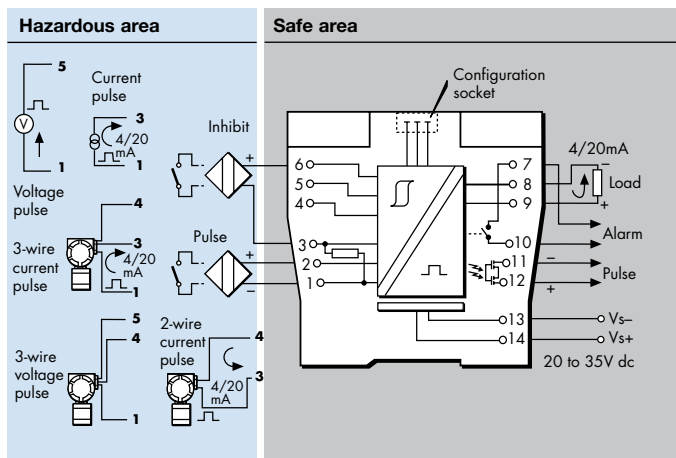 Hazardous area
Safe area
5
V
1
Voltage
pulse
Current
pulse
3
4/20
mA
1
Inhibit
+
4
3
4/20
mA
1
3-wire
current
pulse
Pulse
+
–
5
4
1
3-wire
voltage
pulse
2-wire
current
pulse
4
4/20
mA
3
Configuration
socket
6
5
4
3
2
1
7
8
9
10
11
12
13
14
4/20mA
–
Load
+
Alarm
–
Pulse
+
Vs–
Vs+
20 to 35V dc